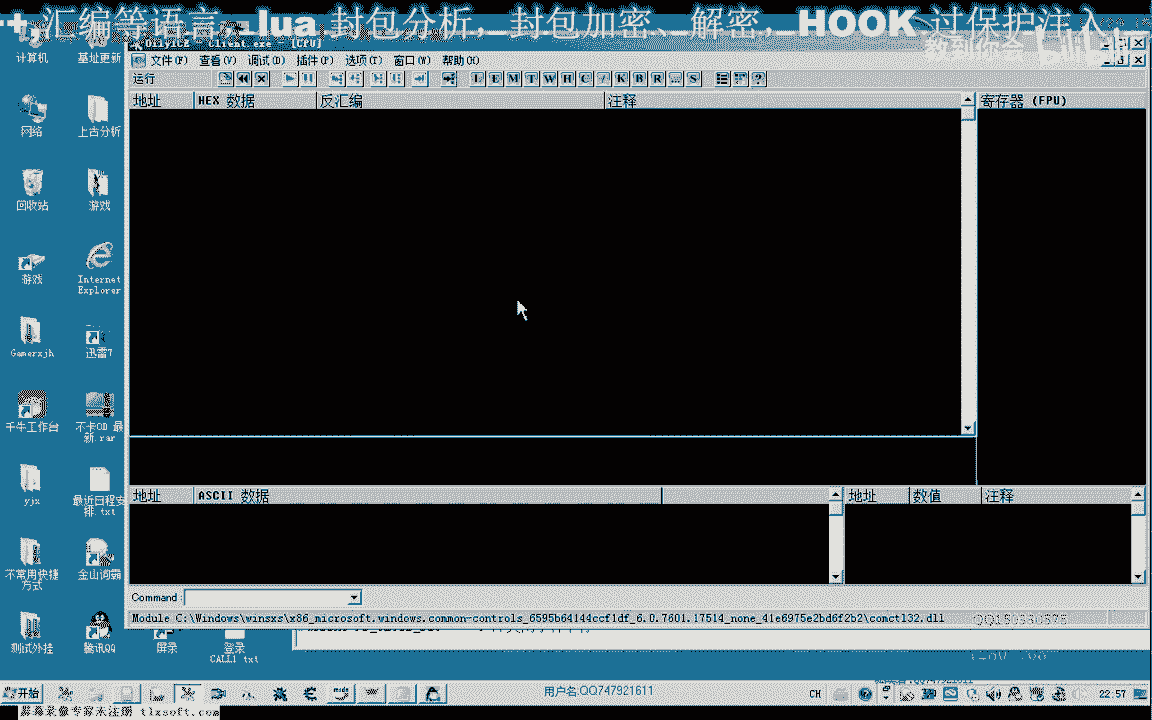 汇编等语言 lua 封包分析，封包加密、解密，HOOK 过保护注入
OllyICE - Client.exe - [CPU]
文件(F) 查看(V) 调试(D) 插件(P) 选项(T) 窗口(W) 帮助(H)
运行
L E M T W H C / K B R ... S
地址 HEX 数据 反汇编 注释
寄存器 (FPU)
计算机
基址更新
网络
上古分析
回收站
游戏
游戏
Internet Explorer
Gamerxjh
迅雷7
千牛工作台
不卡OD 最新.rar
yjx
最近日程安排.txt
不常用快捷方式
金山词霸
测试外挂
腾讯QQ
屏录
登录CALL1 txt
地址 ASCII 数据
地址 数值 注释
Command:
Module C:\Windows\winsxs\x86_microsoft.windows.common-controls_6595b64144ccf1df_6.0.7601.17514_none_41e6975e2bd6f2b2\comctl32.dll
开始
用户名:QQ747921611
CH
22:57
屏幕录像专家未注册 tlxsoft.com